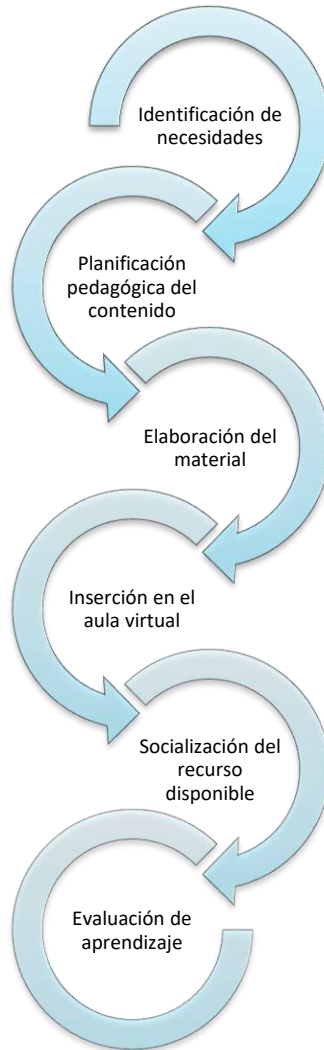 Identificación de
necesidades
Planificación
pedagógica del
contenido
Elaboración del
material
Inserción en el
aula virtual
Socialización del
recurso
disponible
Evaluación de
aprendizaje